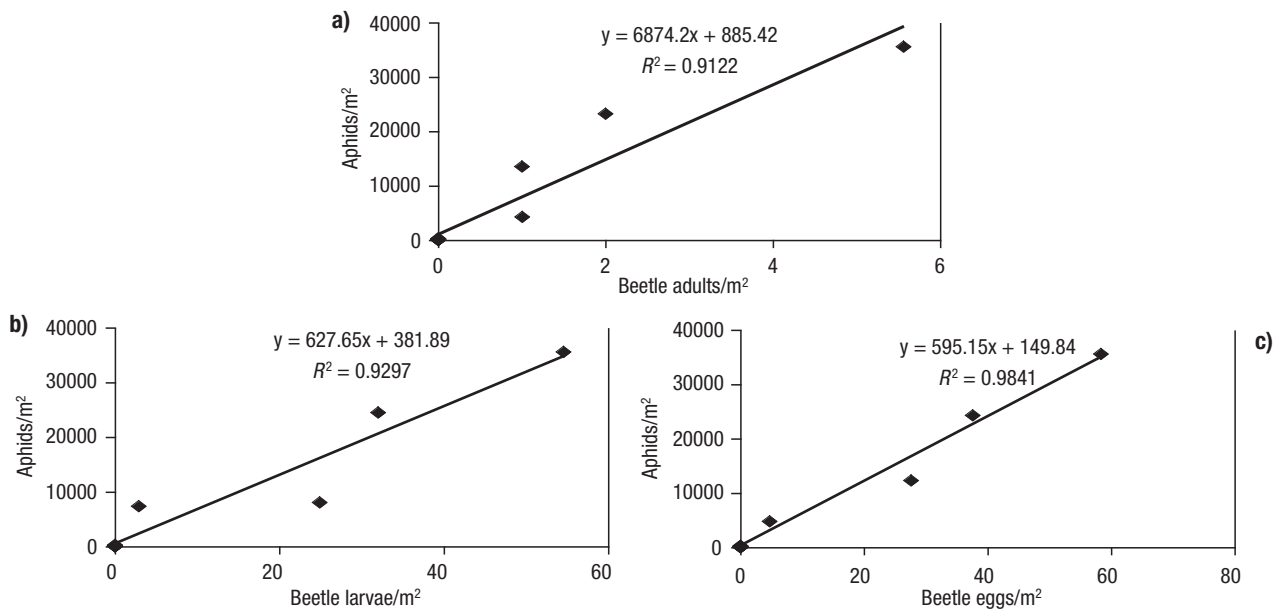 a)
40000
30000
20000
10000
0
Aphids/m²
y = 6874.2x + 885.42
R² = 0.9122
0 2 4 6
Beetle adults/m²
b)
40000
30000
20000
10000
0
Aphids/m²
y = 627.65x + 381.89
R² = 0.9297
0 20 40 60
Beetle larvae/m²
c)
40000
30000
20000
10000
0
Aphids/m²
y = 595.15x + 149.84
R² = 0.9841
0 20 40 60 80
Beetle eggs/m²